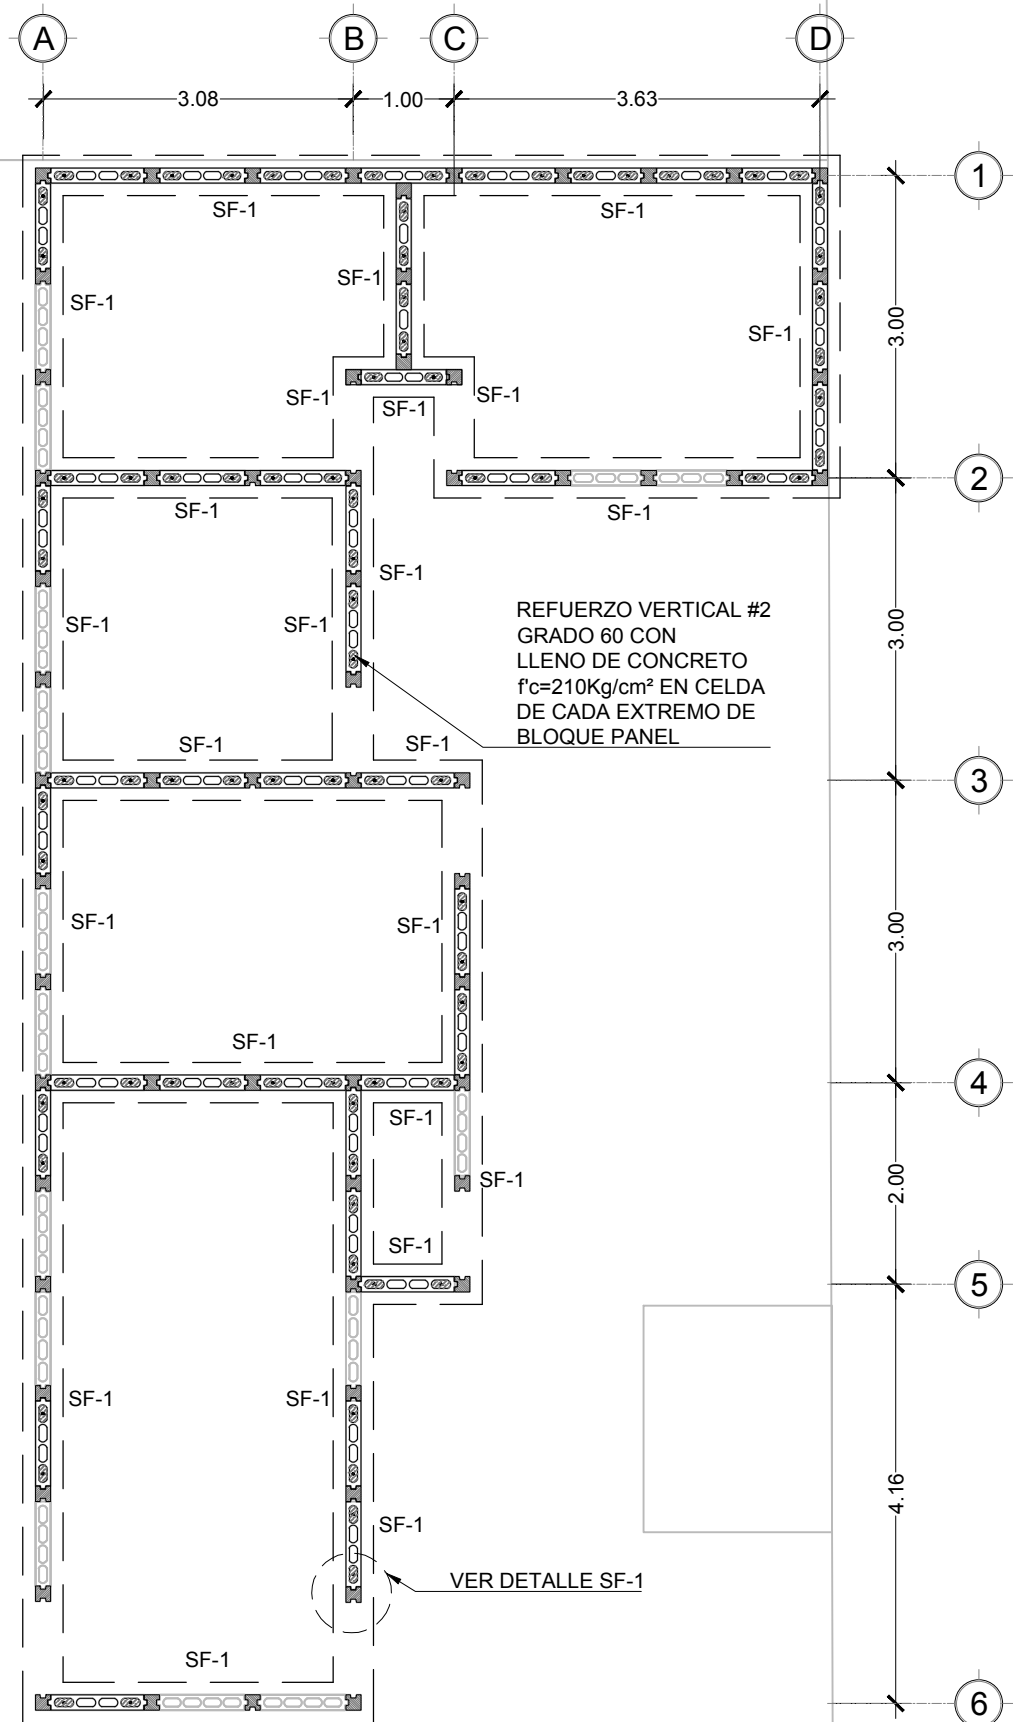 A B C D
3.08 1.00 3.63
1
SF-1 SF-1
SF-1
SF-1
SF-1
3.00
SF-1 SF-1
SF-1
2
SF-1 SF-1
SF-1
SF-1 SF-1
3.00
REFUERZO VERTICAL #2
GRADO 60 CON
LLENO DE CONCRETO
f'c=210Kg/cm² EN CELDA
DE CADA EXTREMO DE
BLOQUE PANEL
SF-1 SF-1
3
SF-1 SF-1
3.00
SF-1
4
SF-1
SF-1
2.00
SF-1
5
SF-1 SF-1
4.16
SF-1
VER DETALLE SF-1
SF-1
6